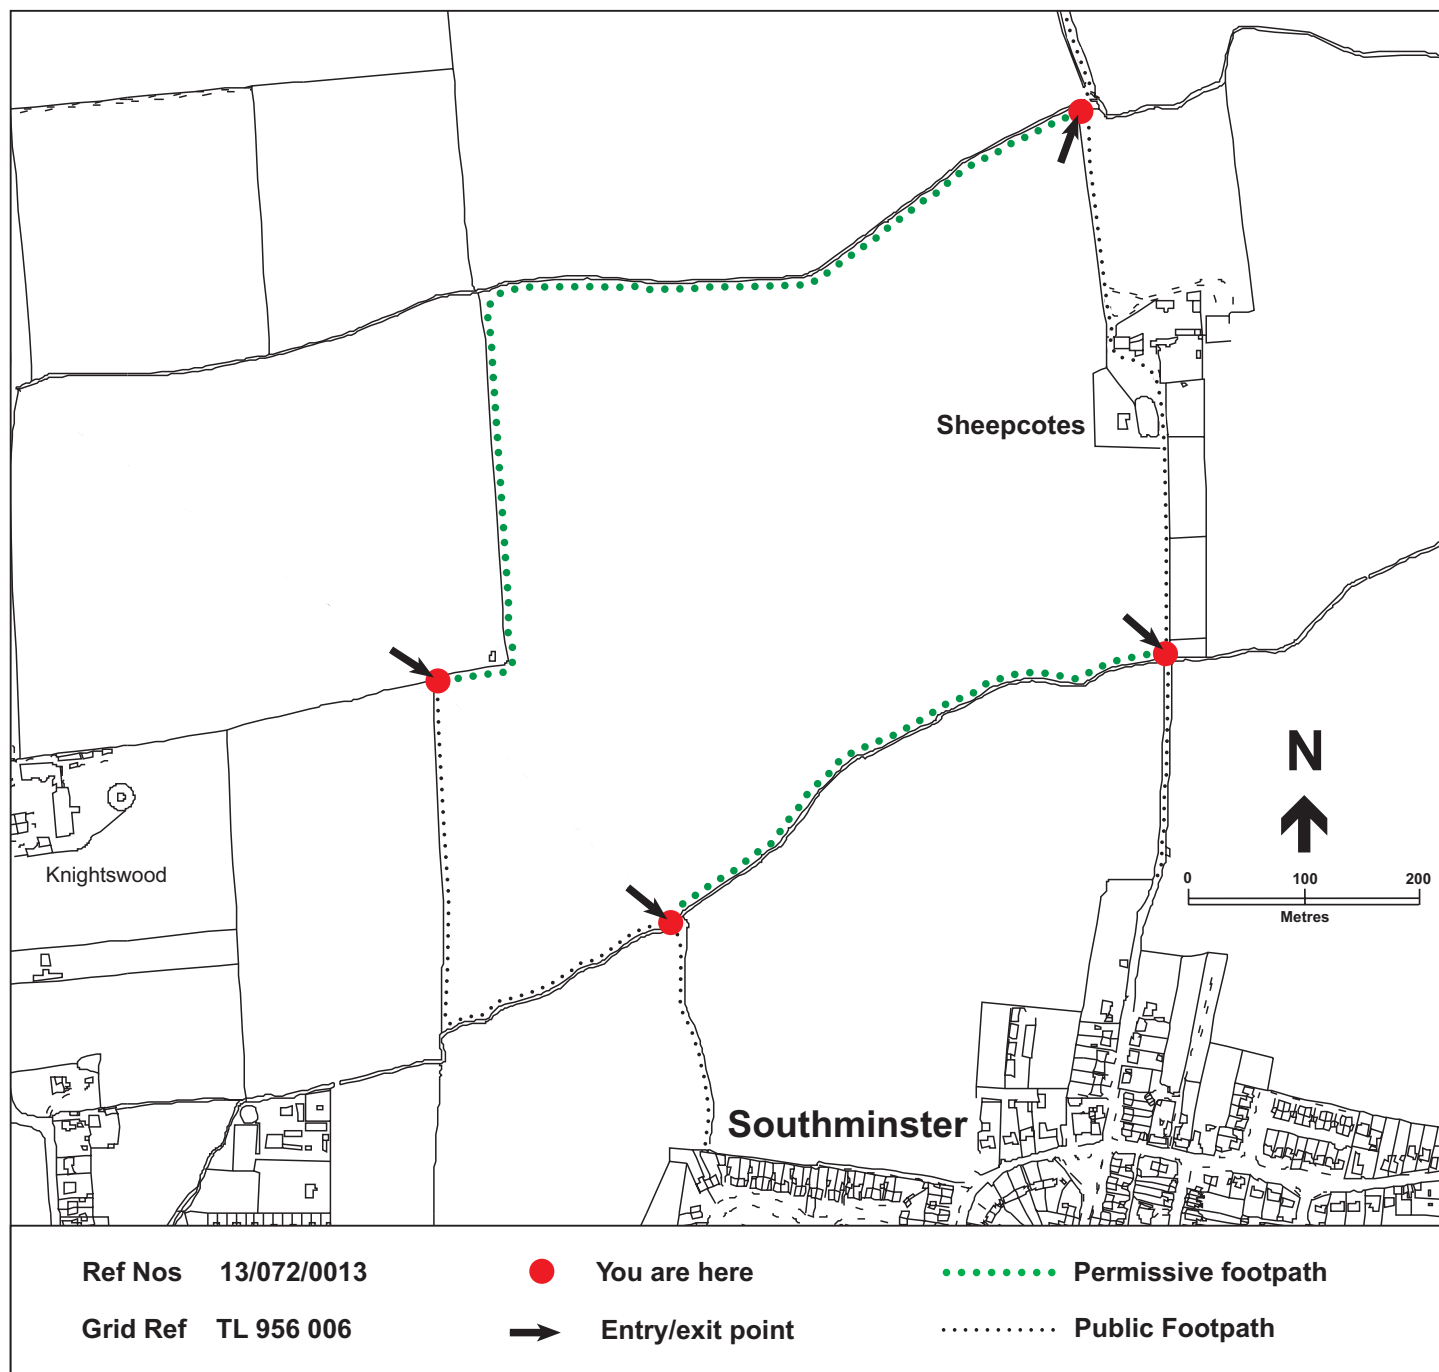 Sheepcotes
N
0 100 200
Metres
Knightswood
Southminster
Ref Nos 13/072/0013
You are here
Permissive footpath
Grid Ref TL 956 006
Entry/exit point
Public Footpath